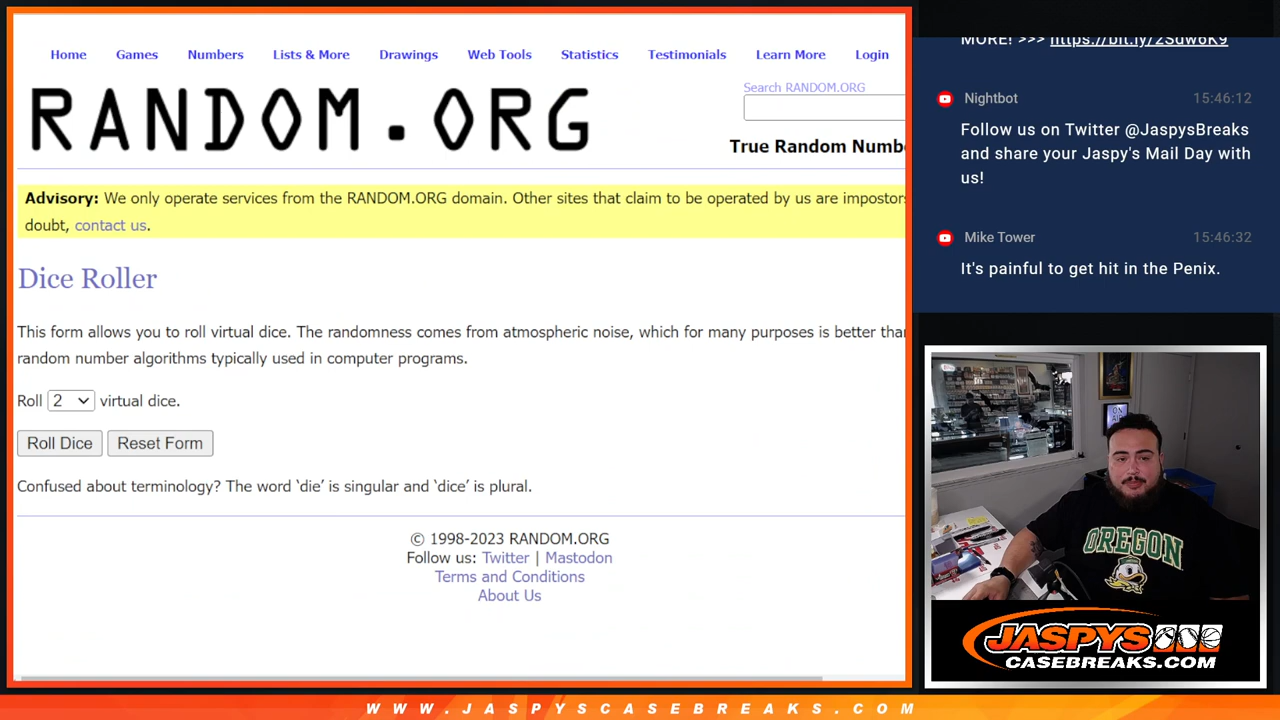 Home Games Numbers Lists & More Drawings Web Tools Statistics Testimonials Learn More Login
RANDOM.ORG
Search RANDOM.ORG
True Random Numb
Advisory: We only operate services from the RANDOM.ORG domain. Other sites that claim to be operated by us are impostors
doubt, contact us.
Dice Roller
This form allows you to roll virtual dice. The randomness comes from atmospheric noise, which for many purposes is better than
random number algorithms typically used in computer programs.
Roll 2 virtual dice.
Roll Dice Reset Form
Confused about terminology? The word ‘die’ is singular and ‘dice’ is plural.
© 1998-2023 RANDOM.ORG
Follow us: Twitter | Mastodon
Terms and Conditions
About Us
MORE! >>> https://bit.ly/2Sdw6K9
Nightbot 15:46:12
Follow us on Twitter @JaspysBreaks
and share your Jaspy's Mail Day with
us!
Mike Tower 15:46:32
It's painful to get hit in the Penix.
ON
AIR
OREGON
JASPYS
CASEBREAKS.COM
WWW.JASPYSCASEBREAKS.COM